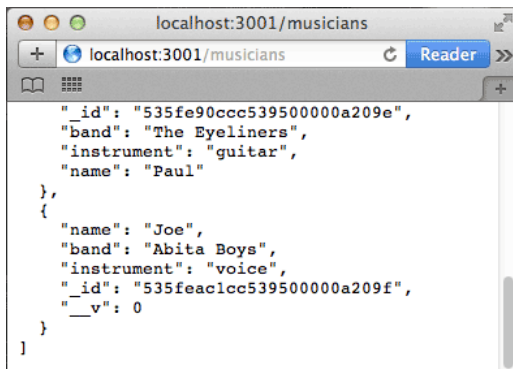 localhost:3001/musicians
localhost:3001/musicians Reader
"_id": "535fe90ccc539500000a209e",
"band": "The Eyeliners",
"instrument": "guitar",
"name": "Paul"
},
{
"name": "Joe",
"band": "Abita Boys",
"instrument": "voice",
"_id": "535feac1cc539500000a209f",
"__v": 0
}
]